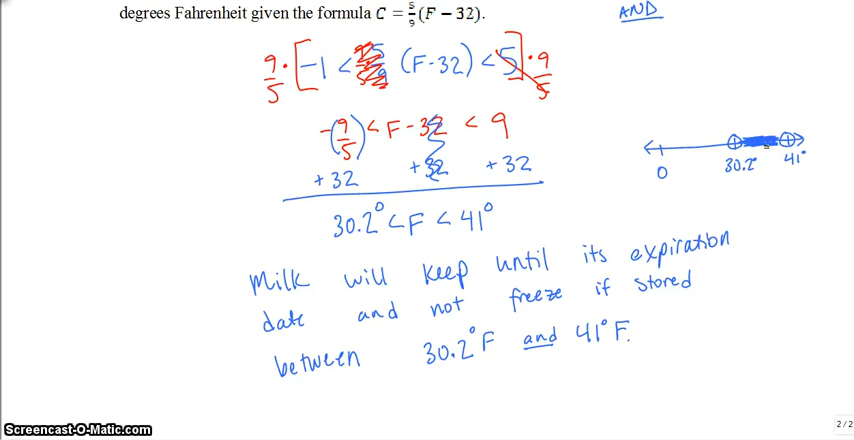 degrees Fahrenheit given the formula C = 5/9 (F − 32).
AND
9/5 · [ -1 < (F-32) < 5 ] · 9/5
-(9/5) < F - 32 < 9
+32 +32 +32
30.2° < F < 41°
0 30.2° 41°
Milk will keep until its expiration
date and not freeze if stored
between 30.2°F and 41°F.
Screencast-O-Matic.com
2/2